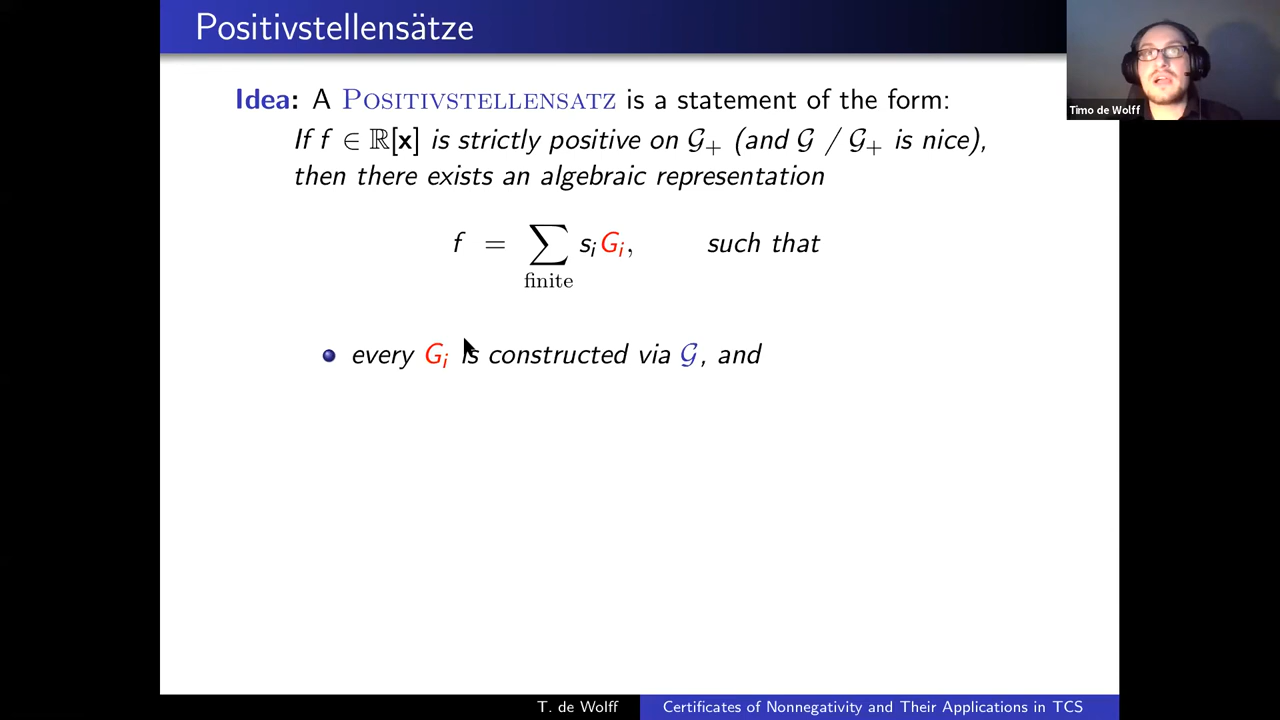 Positivstellensätze
Timo de Wolff
Idea: A Positivstellensatz is a statement of the form:
If f ∈ ℝ[x] is strictly positive on 𝒢₊ (and 𝒢 / 𝒢₊ is nice),
then there exists an algebraic representation
f = ∑ sᵢGᵢ, such that
finite
every Gᵢ is constructed via 𝒢, and
T. de Wolff Certificates of Nonnegativity and Their Applications in TCS